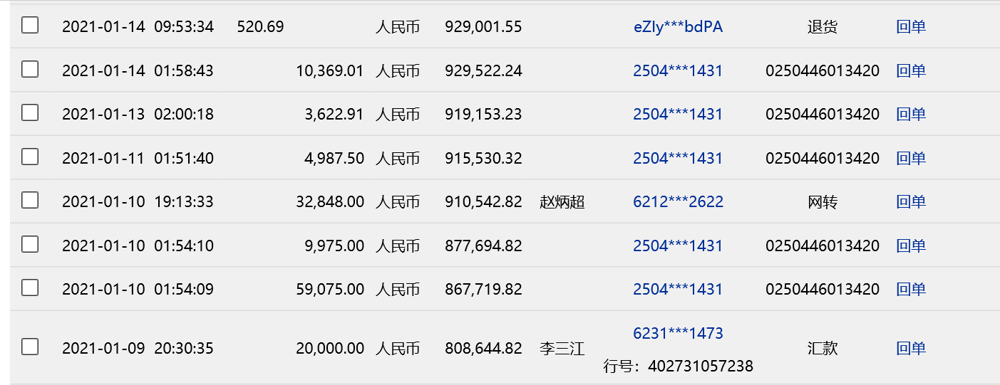 2021-01-14 09:53:34 520.69 人民币 929,001.55 eZIy***bdPA 退货 回单
2021-01-14 01:58:43 10,369.01 人民币 929,522.24 2504***1431 0250446013420 回单
2021-01-13 02:00:18 3,622.91 人民币 919,153.23 2504***1431 0250446013420 回单
2021-01-11 01:51:40 4,987.50 人民币 915,530.32 2504***1431 0250446013420 回单
2021-01-10 19:13:33 32,848.00 人民币 910,542.82 赵炳超 6212***2622 网转 回单
2021-01-10 01:54:10 9,975.00 人民币 877,694.82 2504***1431 0250446013420 回单
2021-01-10 01:54:09 59,075.00 人民币 867,719.82 2504***1431 0250446013420 回单
2021-01-09 20:30:35 20,000.00 人民币 808,644.82 李三江 6231***1473 汇款 回单
行号：402731057238